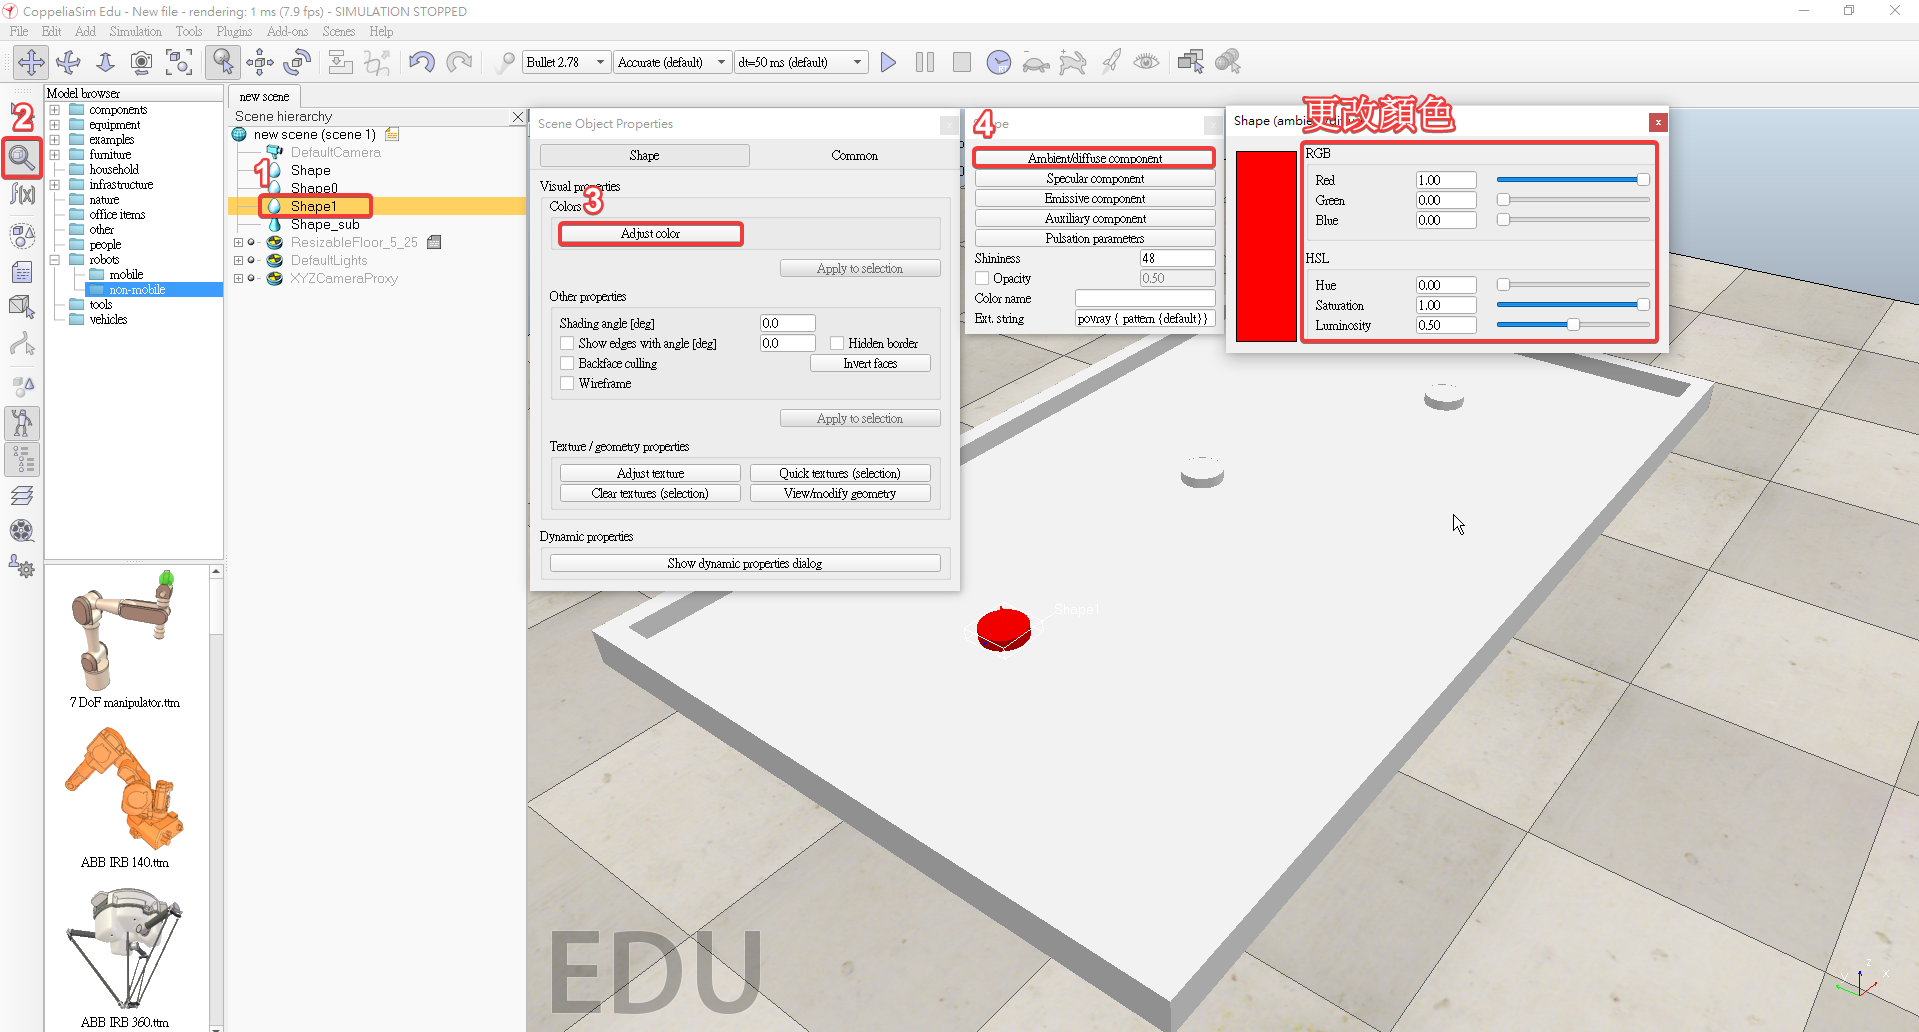 CoppeliaSim Edu - New file - rendering: 1 ms (7.9 fps) - SIMULATION STOPPED
File Edit Add Simulation Tools Plugins Add-ons Scenes Help
Bullet 2.78 Accurate (default) dt=50 ms (default)
RT
Model browser
components
equipment
examples
furniture
household
infrastructure
nature
office items
other
people
robots
mobile
non-mobile
tools
vehicles
7 DoF manipulator.ttm
ABB IRB 140.ttm
ABB IRB 360.ttm
2
f(x)
new scene
Scene hierarchy
new scene (scene 1)
DefaultCamera
1
Shape
Shape0
Shape1
Shape_sub
ResizableFloor_5_25
DefaultLights
XYZCameraProxy
Scene Object Properties
Shape Common
Visual properties
Colors
3
Adjust color
Apply to selection
Other properties
Shading angle [deg] 0.0
Show edges with angle [deg] 0.0 Hidden border
Backface culling Invert faces
Wireframe
Apply to selection
Texture / geometry properties
Adjust texture Quick textures (selection)
Clear textures (selection) View/modify geometry
Dynamic properties
Show dynamic properties dialog
4
Ambient/diffuse component
Specular component
Emissive component
Auxiliary component
Pulsation parameters
Shininess 48
Opacity 0.50
Color name
Ext. string povray { pattern {default} }
更改顏色
Shape (ambi
RGB
Red 1.00
Green 0.00
Blue 0.00
HSL
Hue 0.00
Saturation 1.00
Luminosity 0.50
Shape1
EDU
z
x
y